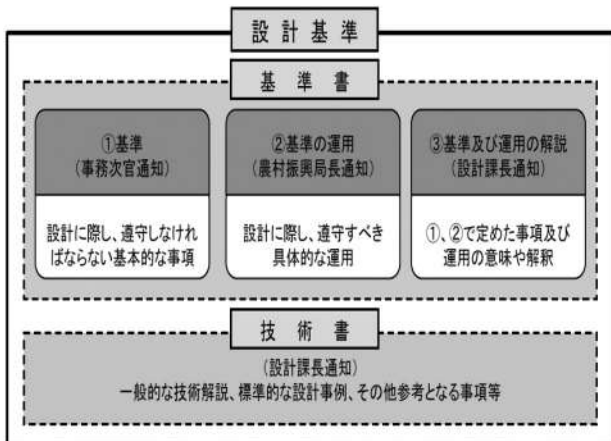 設計基準
基準書
①基準
(事務次官通知)
設計に際し、遵守しなけれ
ばならない基本的な事項
②基準の運用
(農村振興局長通知)
設計に際し、遵守すべき
具体的な運用
③基準及び運用の解説
(設計課長通知)
①、②で定めた事項及び
運用の意味や解釈
技術書
(設計課長通知)
一般的な技術解説、標準的な設計事例、その他参考となる事項等